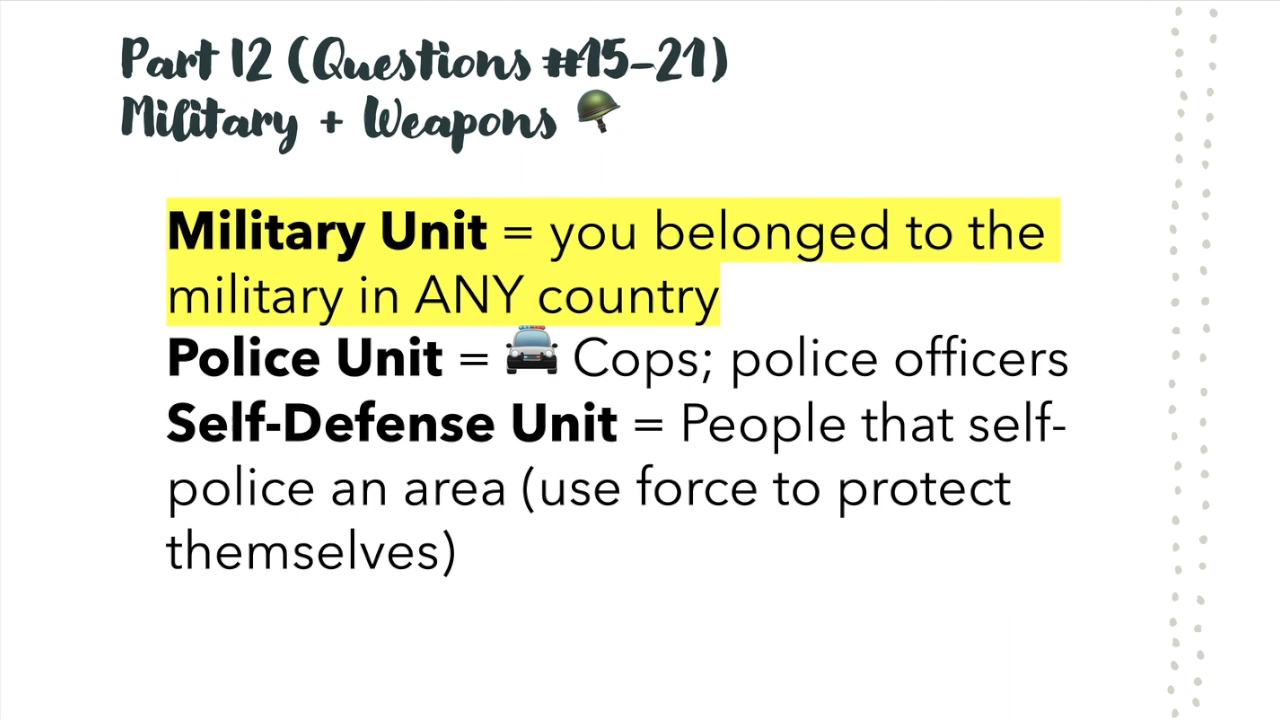 Part 12 (Questions #15-21)
Military + Weapons 🪖
Military Unit = you belonged to the
military in ANY country
Police Unit = 🚔 Cops; police officers
Self-Defense Unit = People that self-
police an area (use force to protect
themselves)